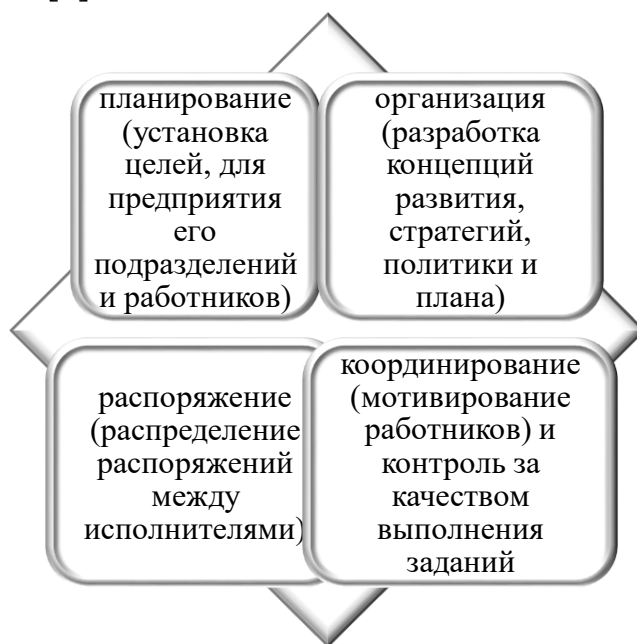 планирование
(установка
целей, для
предприятия
его
подразделений
и работников)
организация
(разработка
концепций
развития,
стратегий,
политики и
плана)
распоряжение
(распределение
распоряжений
между
исполнителями)
координирование
(мотивирование
работников) и
контроль за
качеством
выполнения
заданий